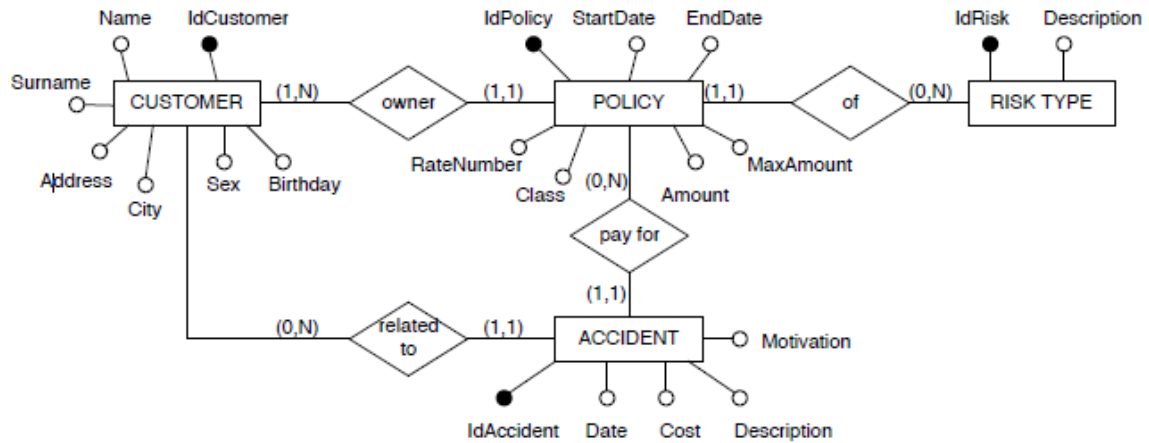 Name IdCustomer IdPolicy StartDate EndDate IdRisk Description
Surname
CUSTOMER (1,N) owner (1,1) POLICY (1,1) of (0,N) RISK TYPE
RateNumber MaxAmount
Address Sex Birthday Class (0,N) Amount
City
pay for
(1,1)
(0,N) related (1,1) ACCIDENT Motivation
to
IdAccident Date Cost Description